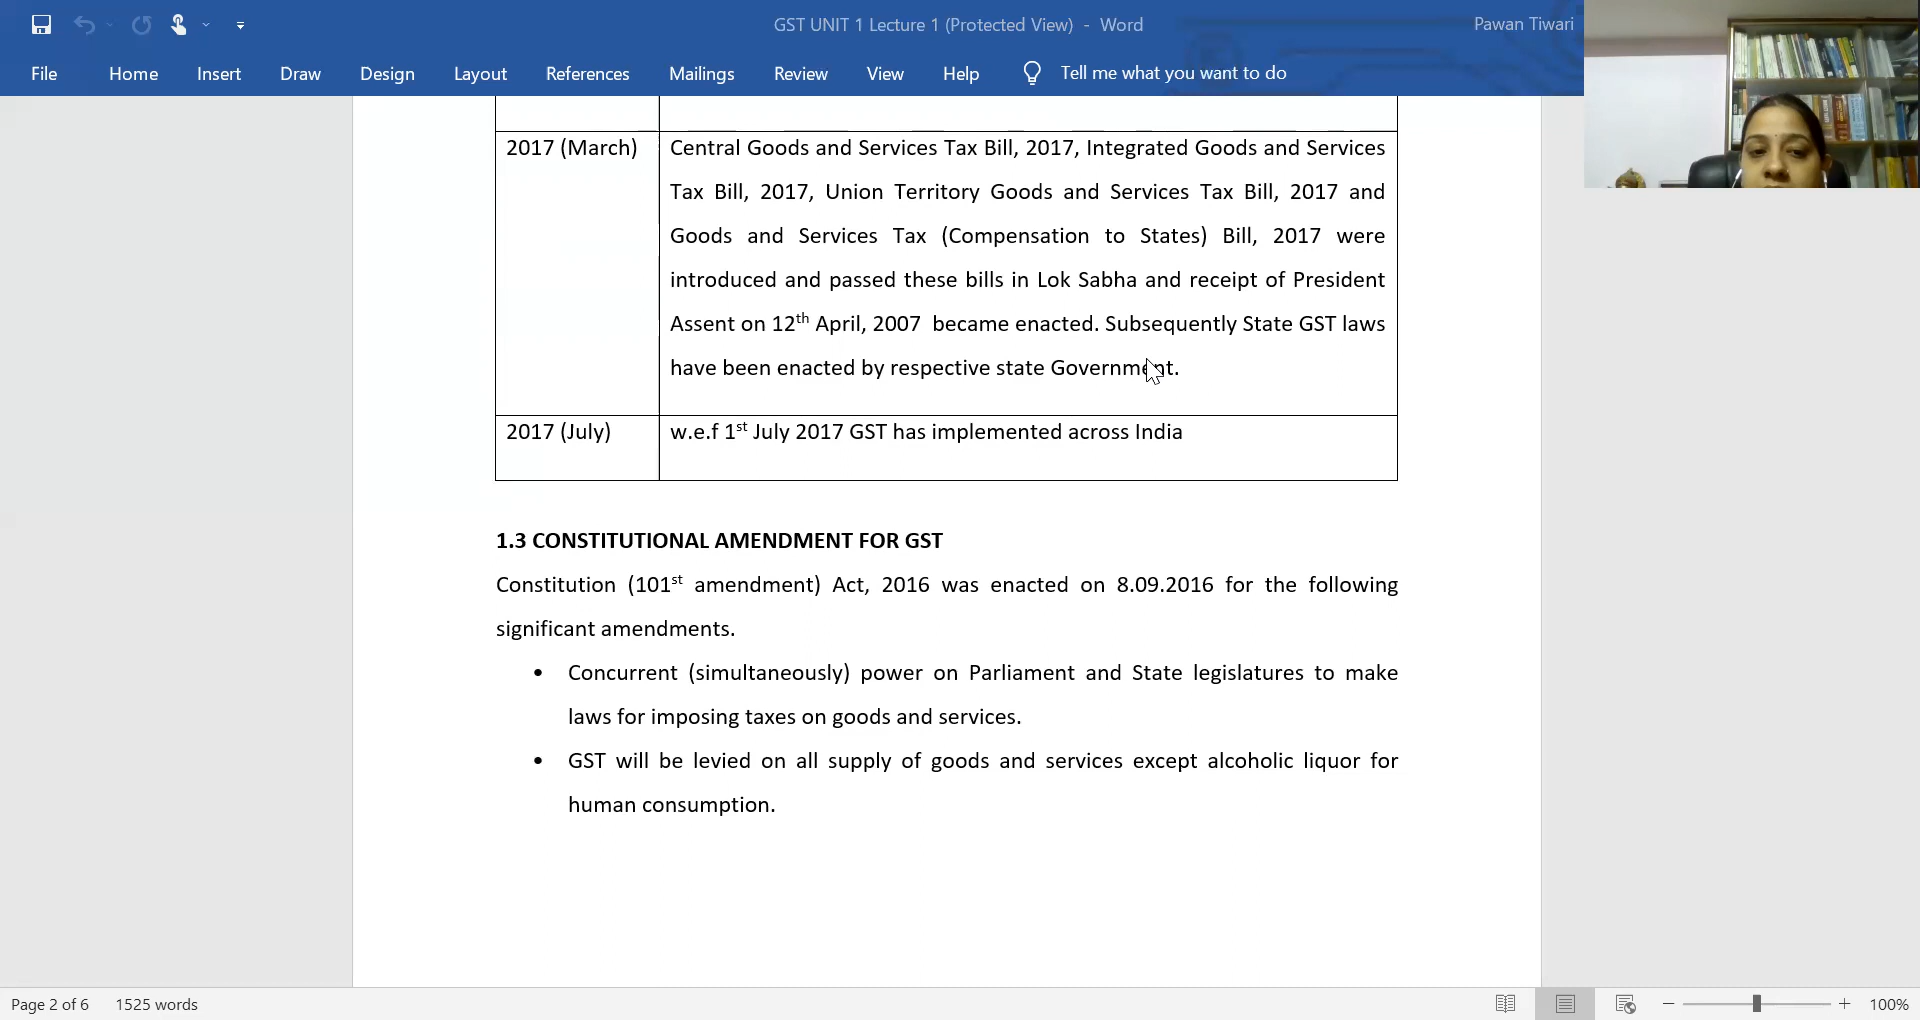 GST UNIT 1 Lecture 1 (Protected View) - Word
Pawan Tiwari
File Home Insert Draw Design Layout References Mailings Review View Help Tell me what you want to do
2017 (March)
Central Goods and Services Tax Bill, 2017, Integrated Goods and Services
Tax Bill, 2017, Union Territory Goods and Services Tax Bill, 2017 and
Goods and Services Tax (Compensation to States) Bill, 2017 were
introduced and passed these bills in Lok Sabha and receipt of President
Assent on 12th April, 2007 became enacted. Subsequently State GST laws
have been enacted by respective state Government.
2017 (July)
w.e.f 1st July 2017 GST has implemented across India
1.3 CONSTITUTIONAL AMENDMENT FOR GST
Constitution (101st amendment) Act, 2016 was enacted on 8.09.2016 for the following
significant amendments.
• Concurrent (simultaneously) power on Parliament and State legislatures to make
laws for imposing taxes on goods and services.
• GST will be levied on all supply of goods and services except alcoholic liquor for
human consumption.
Page 2 of 6 1525 words
100%